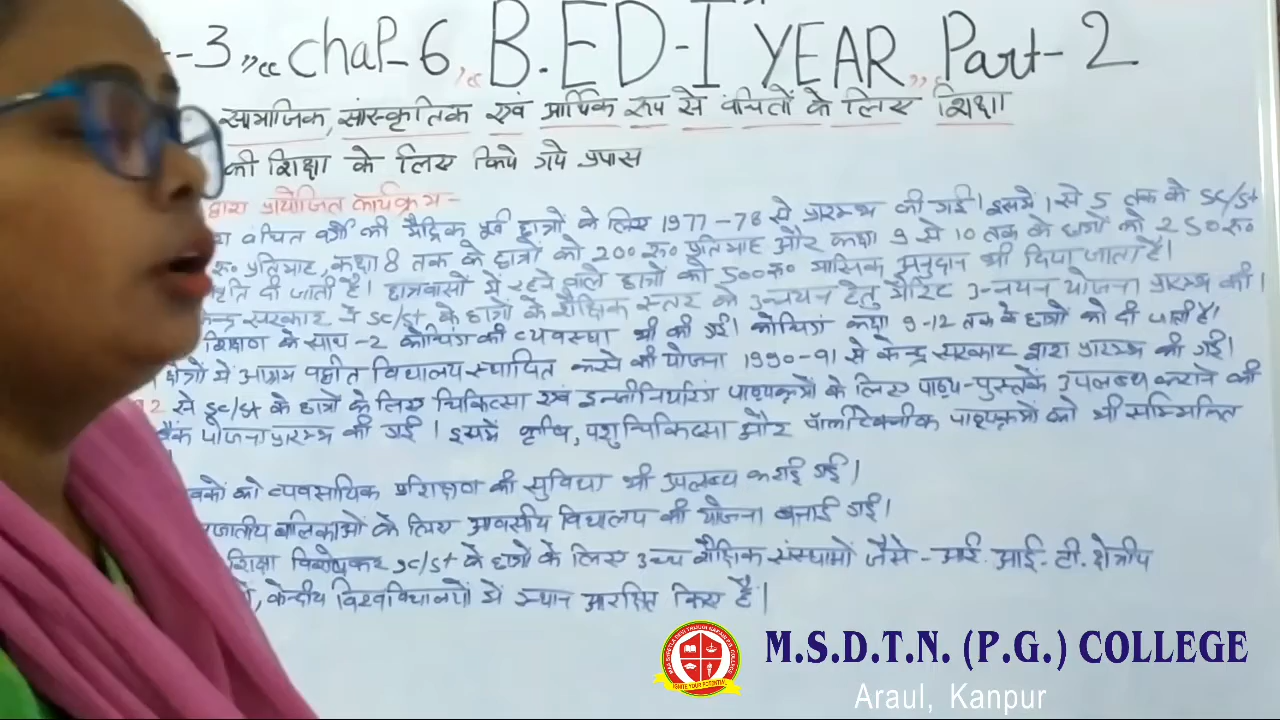 -3 ,, "chap-6 ,, "B.ED-I YEAR ,, "Part-2
सामाजिक, सांस्कृतिक एवं आर्थिक रूप से वंचितों के लिए शिक्षा
की शिक्षा के लिए किये गये प्रयास
द्वारा प्रायोजित कार्यक्रम-
वंचित वर्गो की मैट्रिक पूर्व छात्रों के लिए 1977-78 से प्रारम्भ की गई। इसमें 1 से 5 तक के SC/St
रू० प्रतिमाह, कक्षा 8 तक के छात्रों को 200 रू० प्रतिमाह और कक्षा 9 से 10 तक के छात्रों को 250 रू०
दी जाती है। छात्रावासों में रहने वाले छात्रों को 500 रू० मासिक अनुदान भी दिया जाता है।
सरकार ने SC/St के छात्रों के शैक्षिक स्तर को उन्नयन हेतु मैरिट उन्नयन योजना प्रारम्भ की।
शिक्षण के साथ-2 कोचिंग की व्यवस्था भी की गई। कोचिंग कक्षा 9-12 तक के छात्रों को दी जाती है।
क्षेत्रों में आश्रम पद्दति विद्यालय स्थापित करने की योजना 1990-91 से केन्द्र सरकार द्वारा प्रारम्भ की गई।
से SC/St के छात्रों के लिए चिकित्सा एवं इन्जीनियरिंग पाठ्यक्रमों के लिए पाठ्य-पुस्तकें उपलब्ध कराने की
बैंक योजना प्रारम्भ की गई। इसमें कृषि, पशुचिकित्सा और पॉलीटेक्नीक पाठ्यक्रमों को भी सम्मिलित
को व्यवसायिक प्रशिक्षण की सुविधा भी उपलब्ध कराई गई।
बालिकाओं के लिए आवासीय विद्यालय की योजना बनाई गई।
शिक्षा विशेषकर SC/St के छात्रों के लिए उच्च शैक्षिक संस्थानों जैसे - आई. आई. टी. क्षेत्रीय
केन्द्रीय विश्वविद्यालयों में स्थान आरक्षित किए हैं।
IGNITE YOUR POTENTIAL
M.S.D.T.N. (P.G.) COLLEGE
Araul, Kanpur